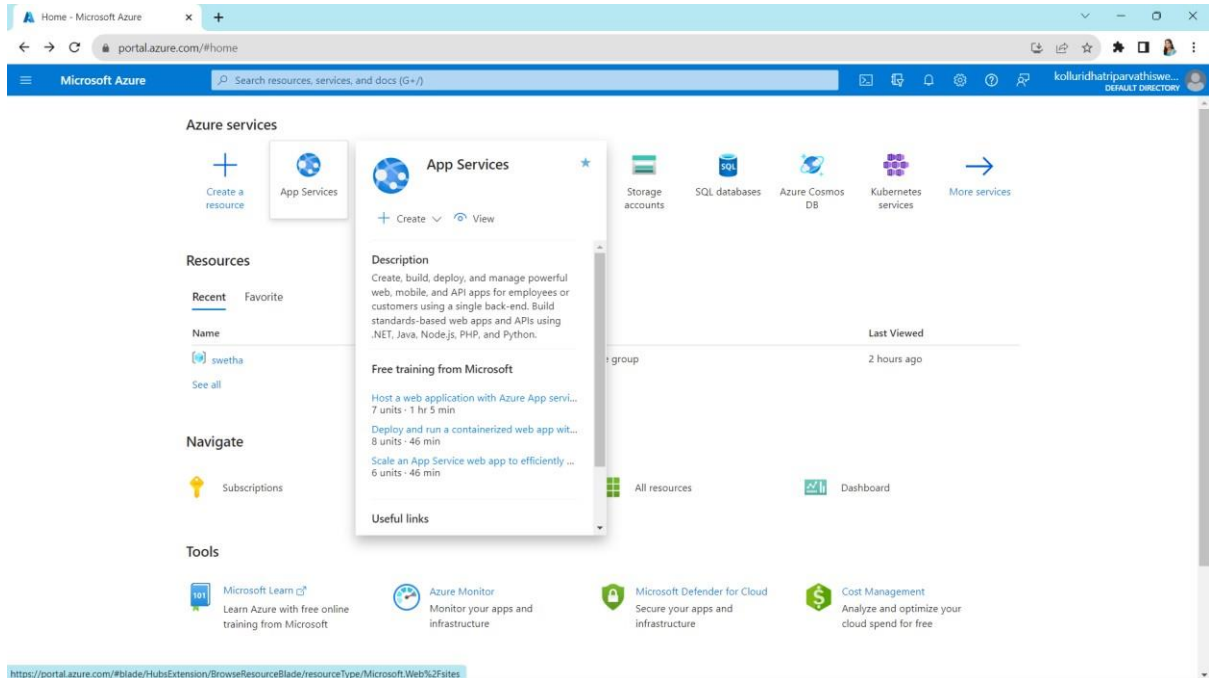 Home - Microsoft Azure
portal.azure.com/#home
Microsoft Azure
Search resources, services, and docs (G+/)
kolluridhatriparvathiswe...
DEFAULT DIRECTORY
Azure services
Create a
resource
App Services
App Services
Create
View
Storage
accounts
SQL databases
Azure Cosmos
DB
Kubernetes
services
More services
Description
Create, build, deploy, and manage powerful
web, mobile, and API apps for employees or
customers using a single back-end. Build
standards-based web apps and APIs using
.NET, Java, Node.js, PHP, and Python.
Free training from Microsoft
Host a web application with Azure App servi...
7 units · 1 hr 5 min
Deploy and run a containerized web app wit...
8 units · 46 min
Scale an App Service web app to efficiently ...
6 units · 46 min
Useful links
Resources
Recent Favorite
Name
Last Viewed
swetha
group
2 hours ago
See all
Navigate
Subscriptions
All resources
Dashboard
Tools
101
Microsoft Learn
Learn Azure with free online
training from Microsoft
Azure Monitor
Monitor your apps and
infrastructure
Microsoft Defender for Cloud
Secure your apps and
infrastructure
Cost Management
Analyze and optimize your
cloud spend for free
https://portal.azure.com/#blade/HubsExtension/BrowseResourceBlade/resourceType/Microsoft.Web%2Fsites